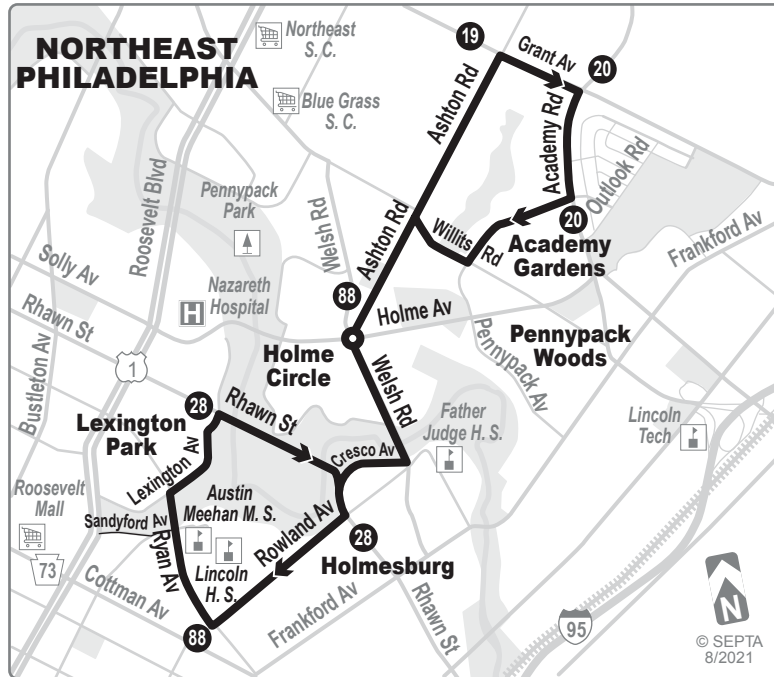 NORTHEAST
PHILADELPHIA
Northeast
S. C.
Blue Grass
S. C.
19
Grant Av
20
Ashton Rd
Academy Rd
Outlook Rd
Roosevelt Blvd
Pennypack
Park
Welsh Rd
Ashton Rd
Willits Rd
20
Academy
Gardens
Frankford Av
Solly Av
Rhawn St
Nazareth
Hospital
H
88
Holme Av
Holme
Circle
Pennypack
Woods
Pennypack Av
Bustleton Av
1
Welsh Rd
28
Rhawn St
Lexington
Park
Father
Judge H. S.
Lincoln
Tech
Cresco Av
Lexington Av
Roosevelt
Mall
Sandyford Av
Austin
Meehan M. S.
Rowland Av
28
Holmesburg
Ryan Av
Lincoln
H. S.
73
Cottman Av
88
Frankford Av
Rhawn St
95
N
© SEPTA
8/2021